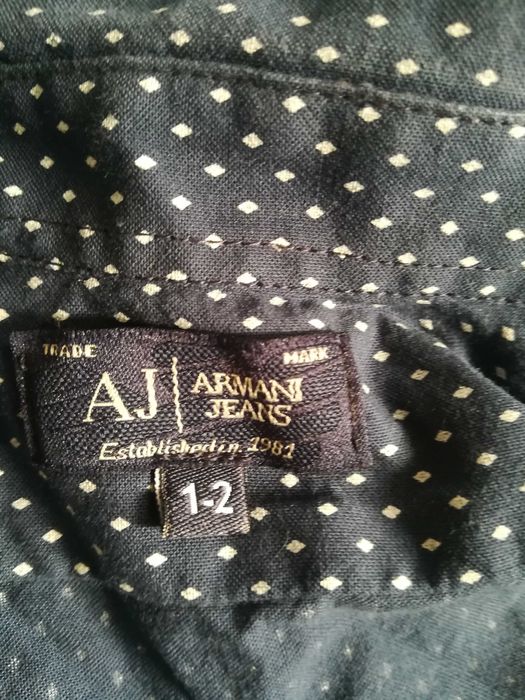 TRADE MARK
AJ ARMANI
JEANS
Established in 1981
1-2